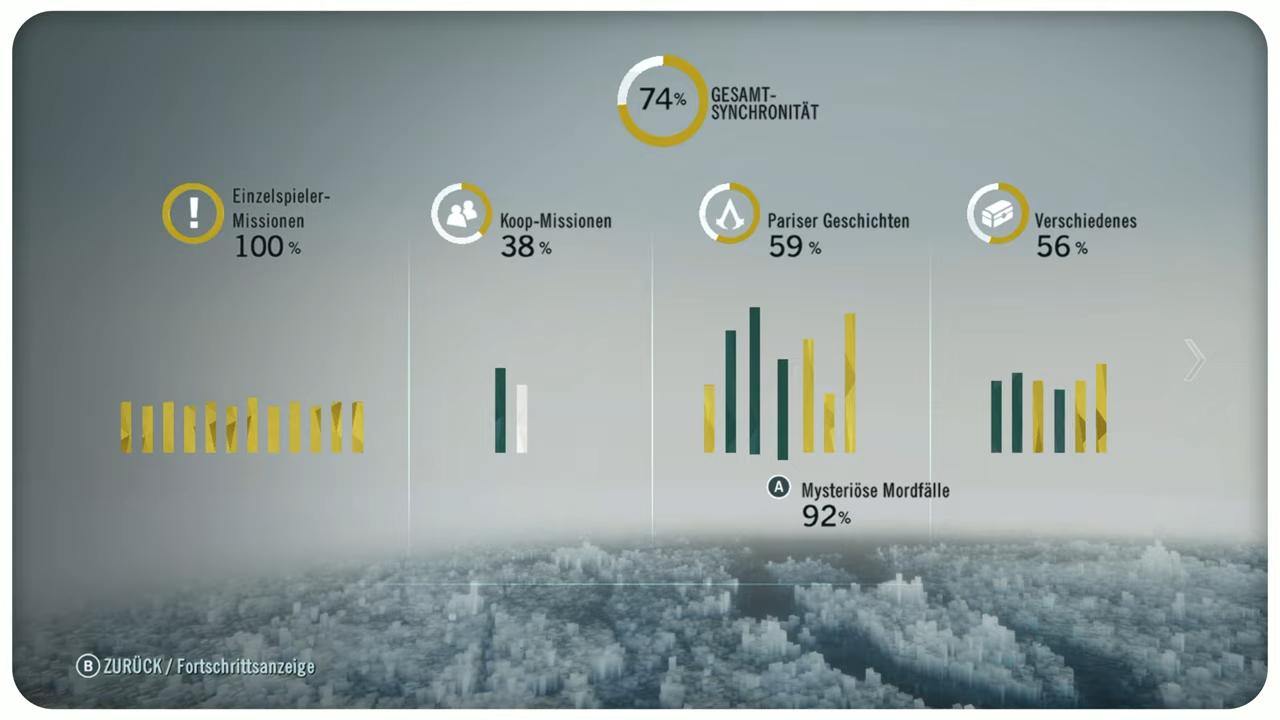 74%
GESAMT-
SYNCHRONITÄT
Einzelspieler-
Missionen
100 %
Koop-Missionen
38 %
Pariser Geschichten
59 %
Verschiedenes
56 %
A Mysteriöse Mordfälle
92%
B ZURÜCK / Fortschrittsanzeige